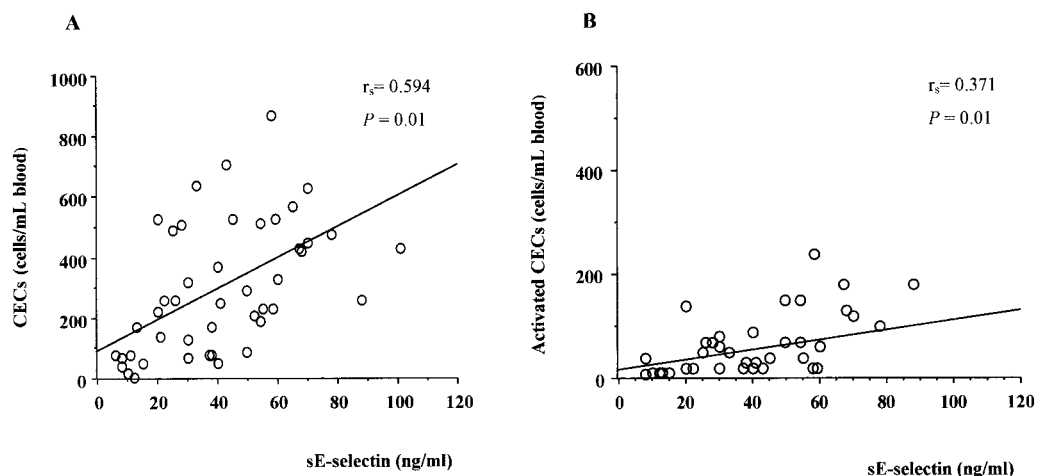 A
CECs (cells/mL blood)
1000
800
600
400
200
0
rs= 0.594
P = 0.01
0 20 40 60 80 100 120
sE-selectin (ng/ml)
B
Activated CECs (cells/mL blood)
600
400
200
0
rs= 0.371
P = 0.01
0 20 40 60 80 100 120
sE-selectin (ng/ml)